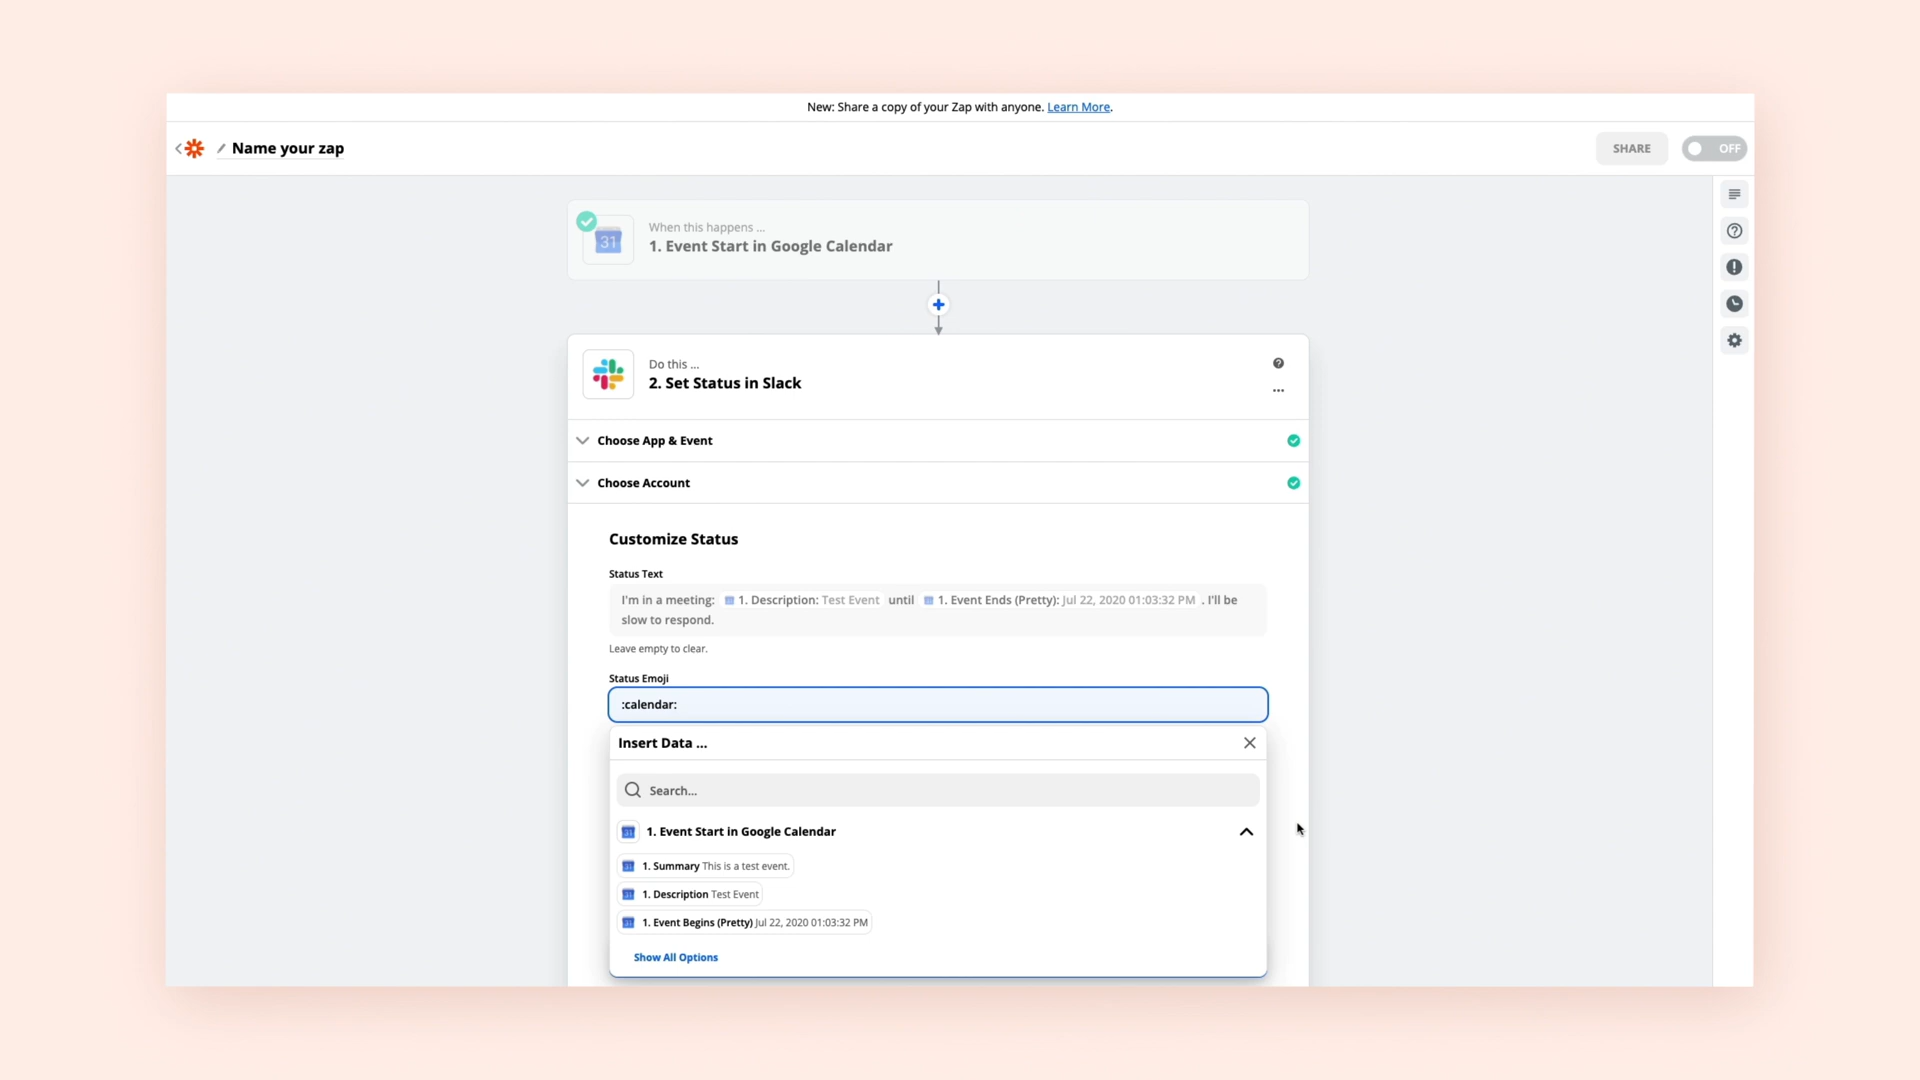 New: Share a copy of your Zap with anyone. Learn More.
Name your zap
SHARE
OFF
When this happens ...
31
1. Event Start in Google Calendar
Do this ...
2. Set Status in Slack
...
Choose App & Event
Choose Account
Customize Status
Status Text
I'm in a meeting: 1. Description: Test Event until 1. Event Ends (Pretty): Jul 22, 2020 01:03:32 PM . I'll be
slow to respond.
Leave empty to clear.
Status Emoji
:calendar:
Insert Data ...
Search...
31 1. Event Start in Google Calendar
31 1. Summary This is a test event.
31 1. Description Test Event
31 1. Event Begins (Pretty) Jul 22, 2020 01:03:32 PM
Show All Options